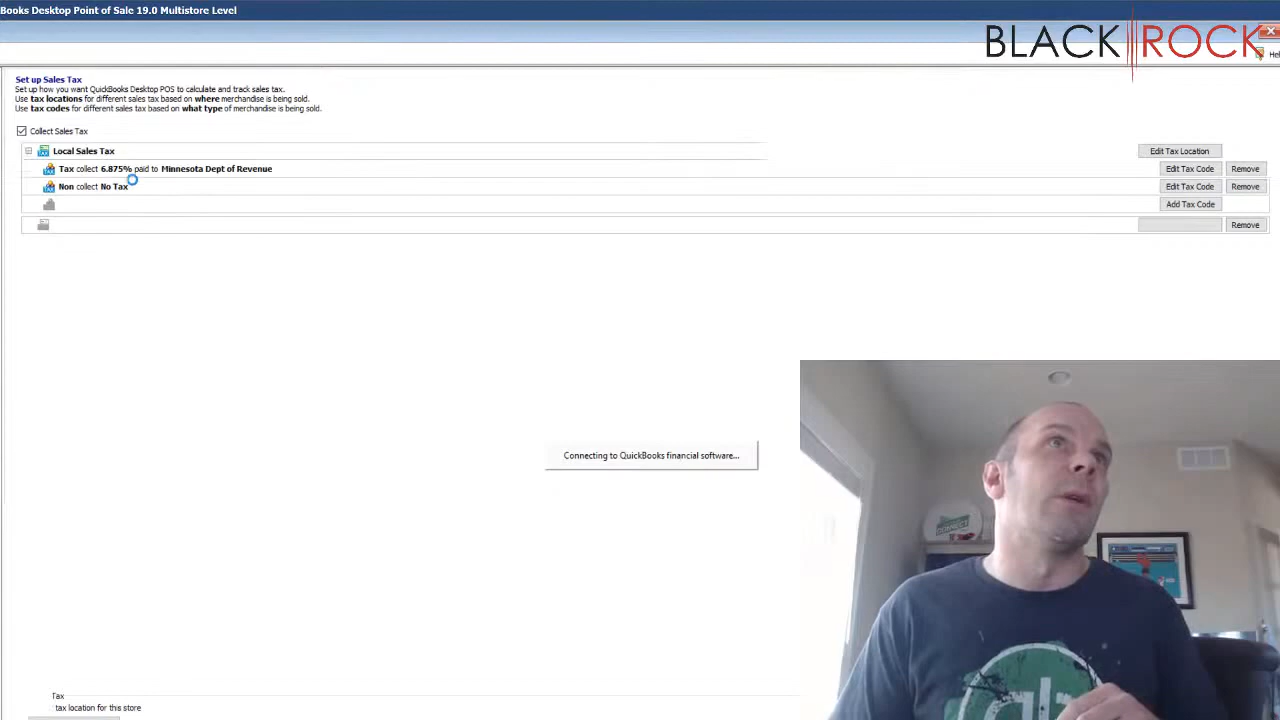 Books Desktop Point of Sale 19.0 Multistore Level
BLACK ROCK
Hel
Set up Sales Tax
Set up how you want QuickBooks Desktop POS to calculate and track sales tax.
Use tax locations for different sales tax based on where merchandise is being sold.
Use tax codes for different sales tax based on what type of merchandise is being sold.
Collect Sales Tax
Local Sales Tax
Edit Tax Location
Tax collect 6.875% paid to Minnesota Dept of Revenue
Edit Tax Code
Remove
Non collect No Tax
Edit Tax Code
Remove
Add Tax Code
Remove
Connecting to QuickBooks financial software...
CONNECT
qb
Tax
tax location for this store